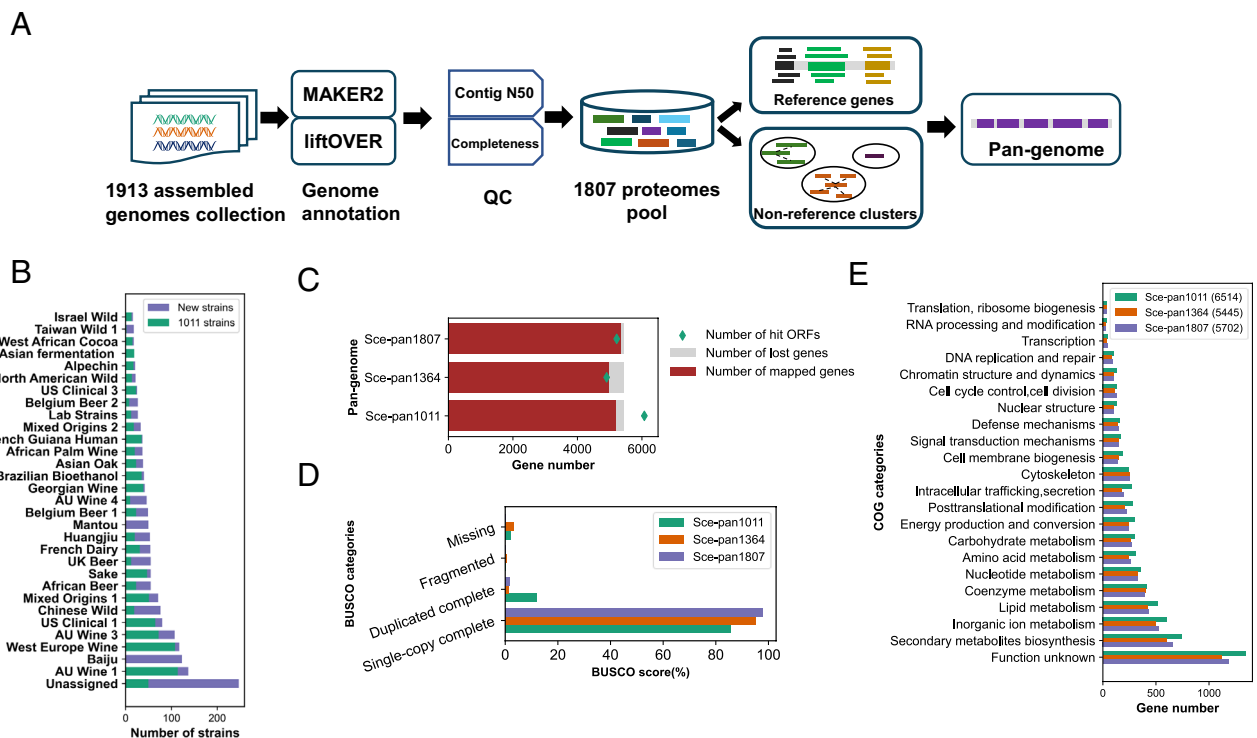 A
MAKER2
liftOVER
Contig N50
Completeness
Reference genes
Non-reference clusters
Pan-genome
1913 assembled
genomes collection
Genome
annotation
QC
1807 proteomes
pool
B
New strains
1011 strains
Israel Wild
Taiwan Wild 1
West African Cocoa
Asian fermentation
Alpechin
North American Wild
US Clinical 3
Belgium Beer 2
Lab Strains
Mixed Origins 2
ench Guiana Human
African Palm Wine
Asian Oak
Brazilian Bioethanol
Georgian Wine
AU Wine 4
Belgium Beer 1
Mantou
Huangjiu
French Dairy
UK Beer
Sake
African Beer
Mixed Origins 1
Chinese Wild
US Clinical 1
AU Wine 3
West Europe Wine
Baiju
AU Wine 1
Unassigned
0 100 200
Number of strains
C
Pan-genome
Sce-pan1807
Sce-pan1364
Sce-pan1011
0 2000 4000 6000
Gene number
Number of hit ORFs
Number of lost genes
Number of mapped genes
D
BUSCO categories
Missing
Fragmented
Duplicated complete
Single-copy complete
Sce-pan1011
Sce-pan1364
Sce-pan1807
0 20 40 60 80 100
BUSCO score(%)
E
COG categories
Sce-pan1011 (6514)
Sce-pan1364 (5445)
Sce-pan1807 (5702)
Translation, ribosome biogenesis
RNA processing and modification
Transcription
DNA replication and repair
Chromatin structure and dynamics
Cell cycle control,cell division
Nuclear structure
Defense mechanisms
Signal transduction mechanisms
Cell membrane biogenesis
Cytoskeleton
Intracellular trafficking,secretion
Posttranslational modification
Energy production and conversion
Carbohydrate metabolism
Amino acid metabolism
Nucleotide metabolism
Coenzyme metabolism
Lipid metabolism
Inorganic ion metabolism
Secondary metabolites biosynthesis
Function unknown
0 500 1000
Gene number